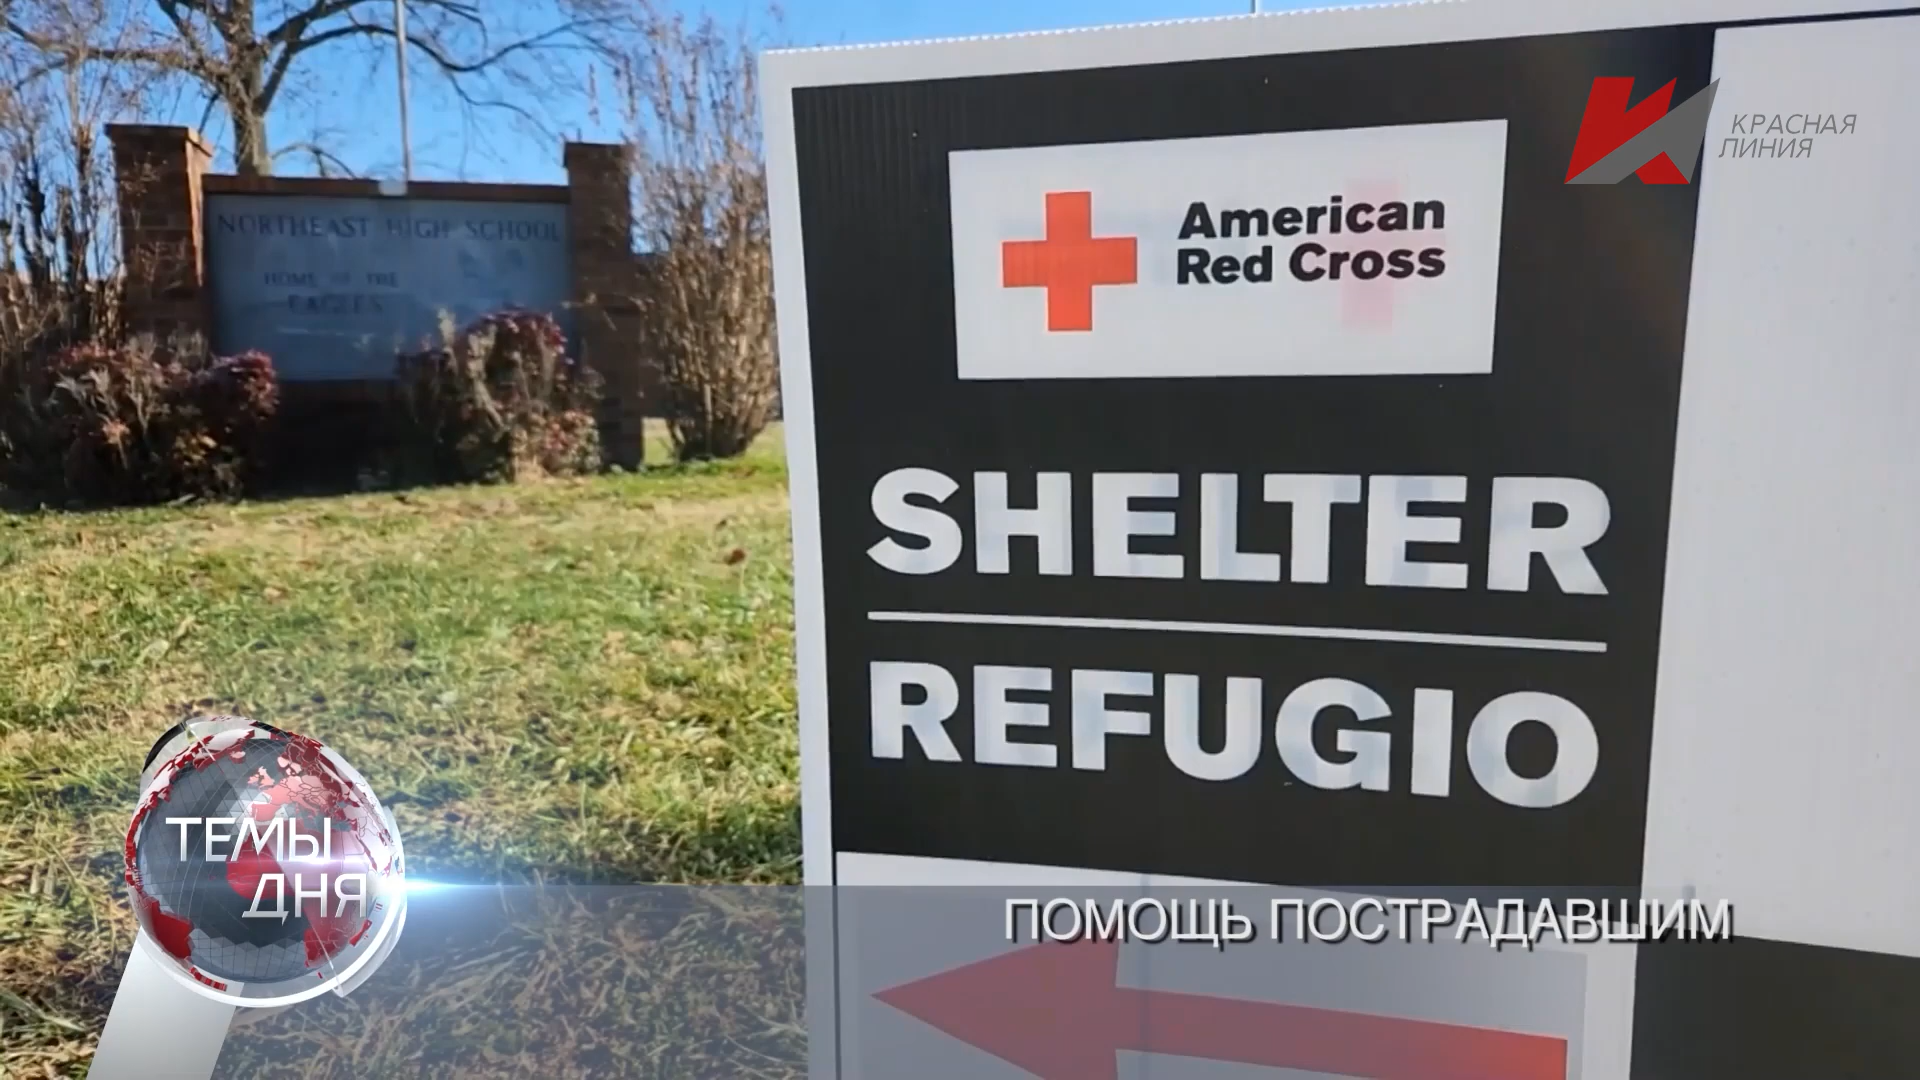 КРАСНАЯ
ЛИНИЯ
American
Red Cross
NORTHEAST HIGH SCHOOL
HOME OF THE
EAGLES
SHELTER
REFUGIO
ТЕМЫ
ДНЯ
ПОМОЩЬ ПОСТРАДАВШИМ